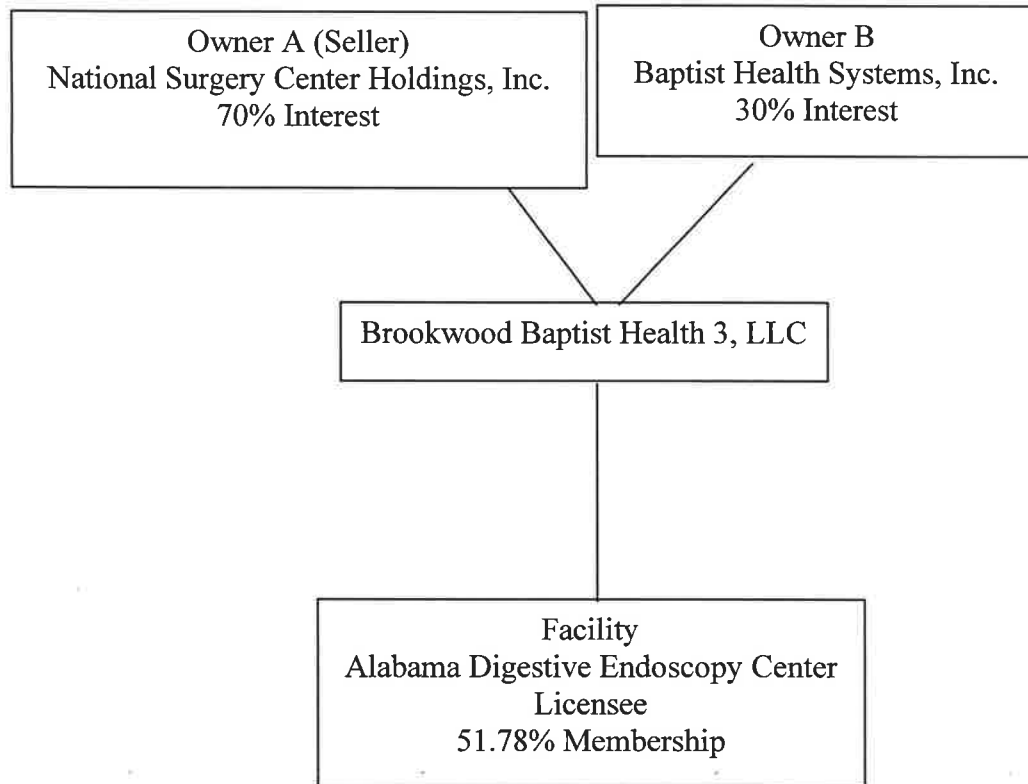 Owner A (Seller)
National Surgery Center Holdings, Inc.
70% Interest
Owner B
Baptist Health Systems, Inc.
30% Interest
Brookwood Baptist Health 3, LLC
Facility
Alabama Digestive Endoscopy Center
Licensee
51.78% Membership